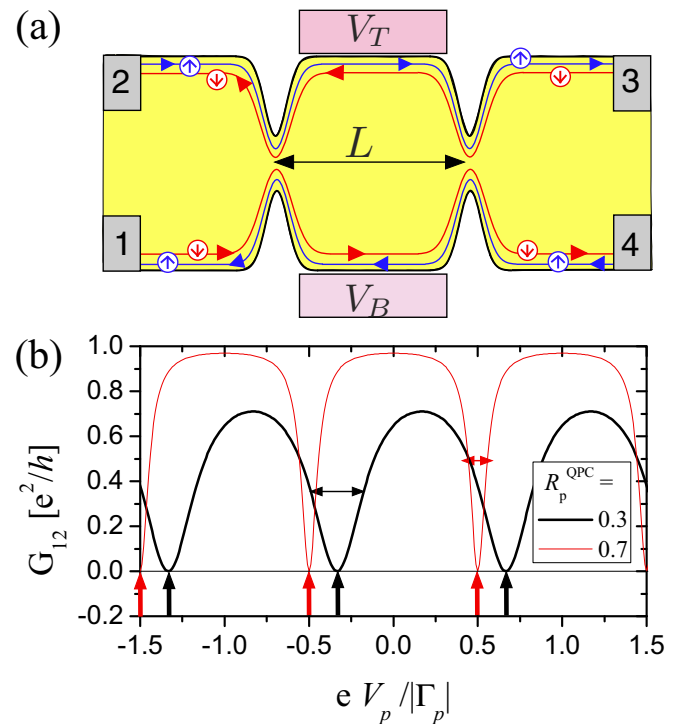 (a)
V_T
2
↑
↓
↑
↓
3
L
1
↓
↑
↓
↑
4
V_B
(b)
1.0
0.8
0.6
0.4
0.2
0.0
-0.2
G_12 [e^2/h]
R_p^QPC =
0.3
0.7
-1.5 -1.0 -0.5 0.0 0.5 1.0 1.5
e V_p/|Γ_p|